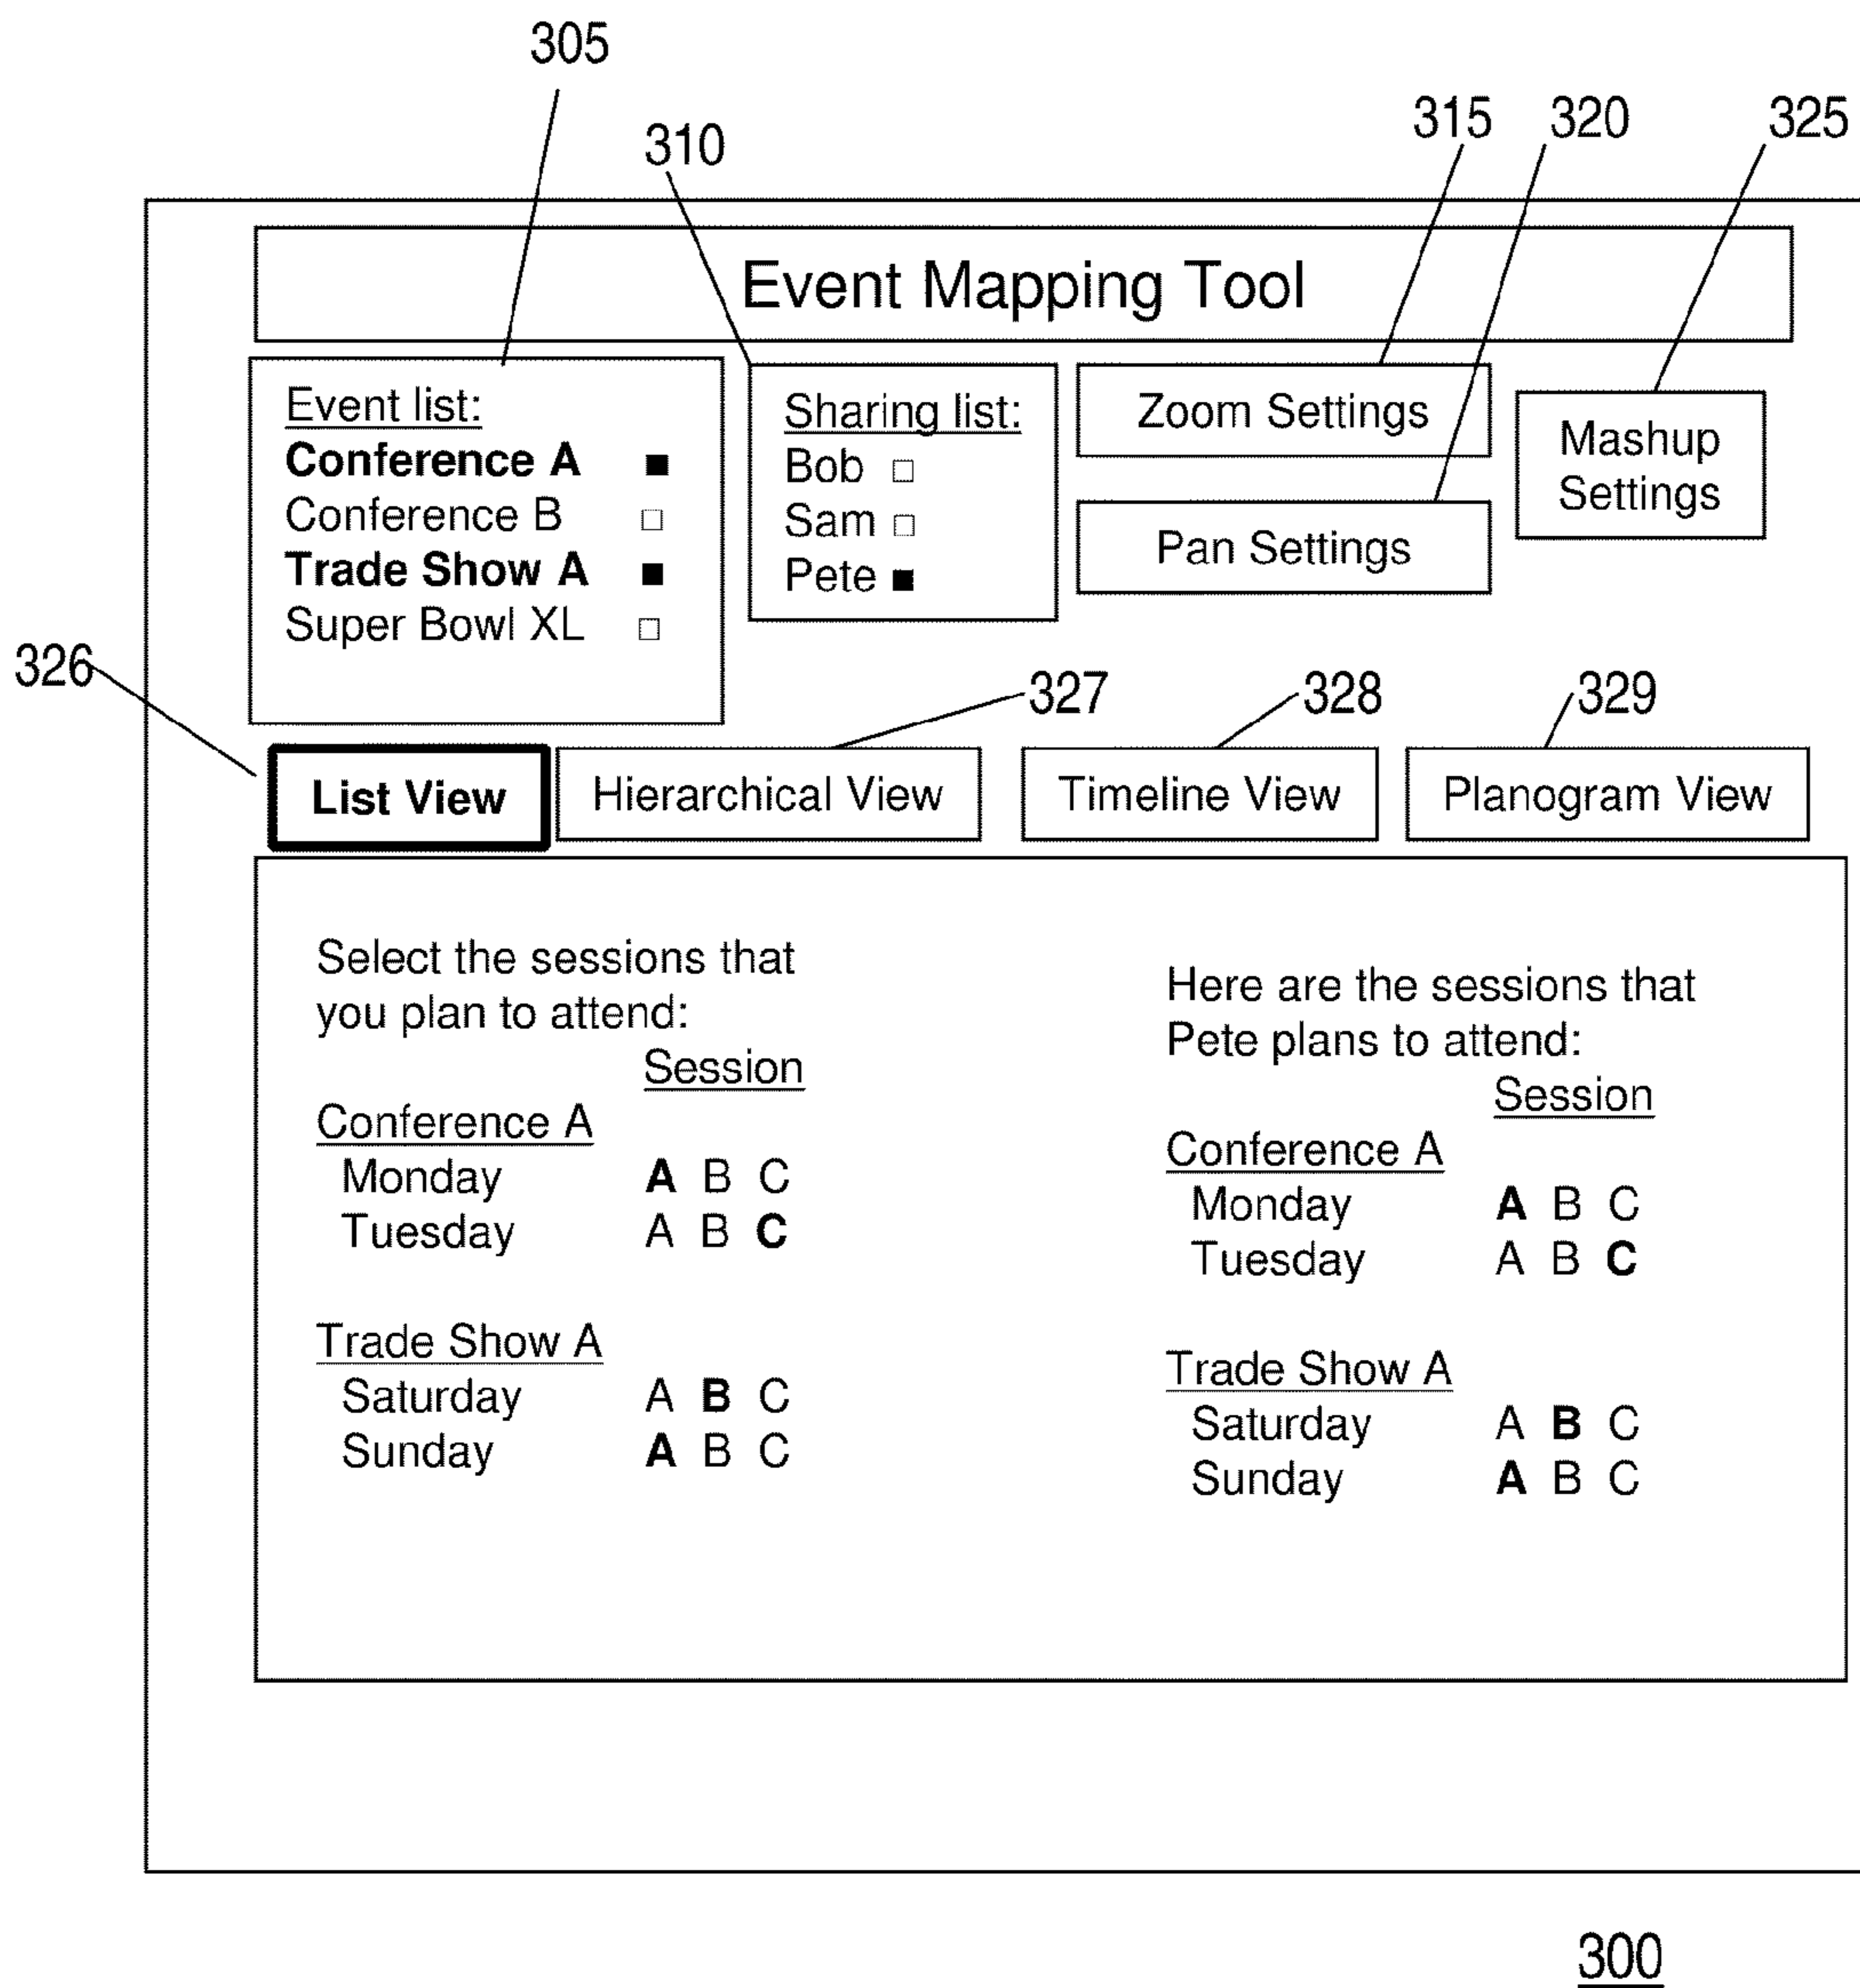 305
310
315
320
325
Event Mapping Tool
Event list:
Conference A ■
Conference B □
Trade Show A ■
Super Bowl XL □
Sharing list:
Bob □
Sam □
Pete ■
Zoom Settings
Pan Settings
Mashup
Settings
326
327
328
329
List View
Hierarchical View
Timeline View
Planogram View
Select the sessions that
you plan to attend:
Session
Conference A
Monday A B C
Tuesday A B C
Trade Show A
Saturday A B C
Sunday A B C
Here are the sessions that
Pete plans to attend:
Session
Conference A
Monday A B C
Tuesday A B C
Trade Show A
Saturday A B C
Sunday A B C
300